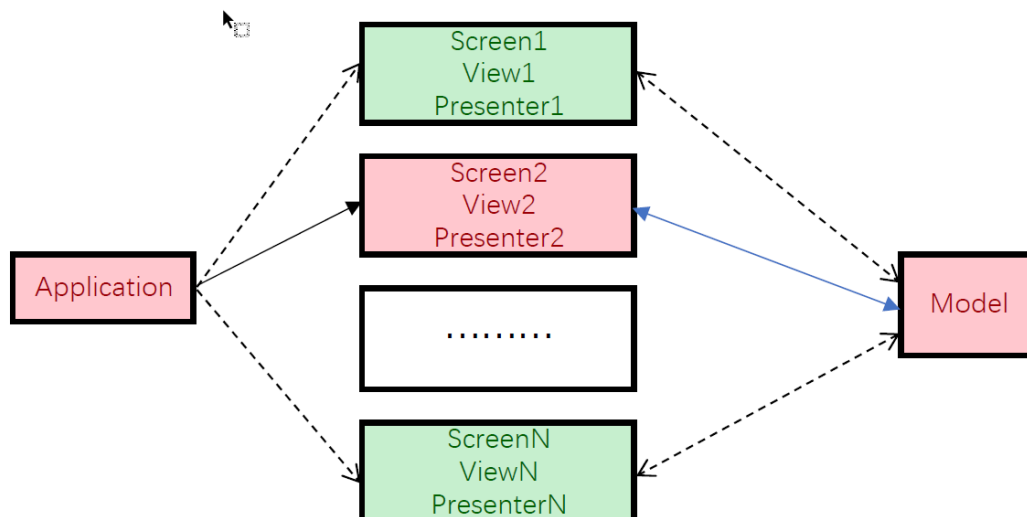 Screen1
View1
Presenter1
Screen2
View2
Presenter2
Application
Model
………
ScreenN
ViewN
PresenterN